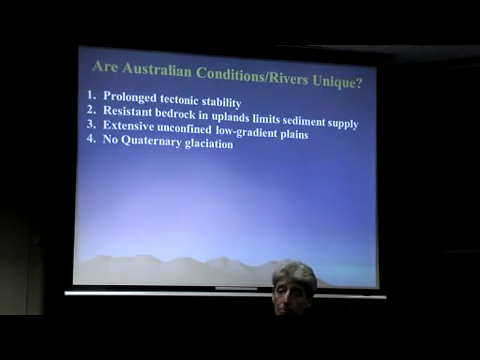 Are Australian Conditions/Rivers Unique?
1. Prolonged tectonic stability
2. Resistant bedrock in uplands limits sediment supply
3. Extensive unconfined low-gradient plains
4. No Quaternary glaciation